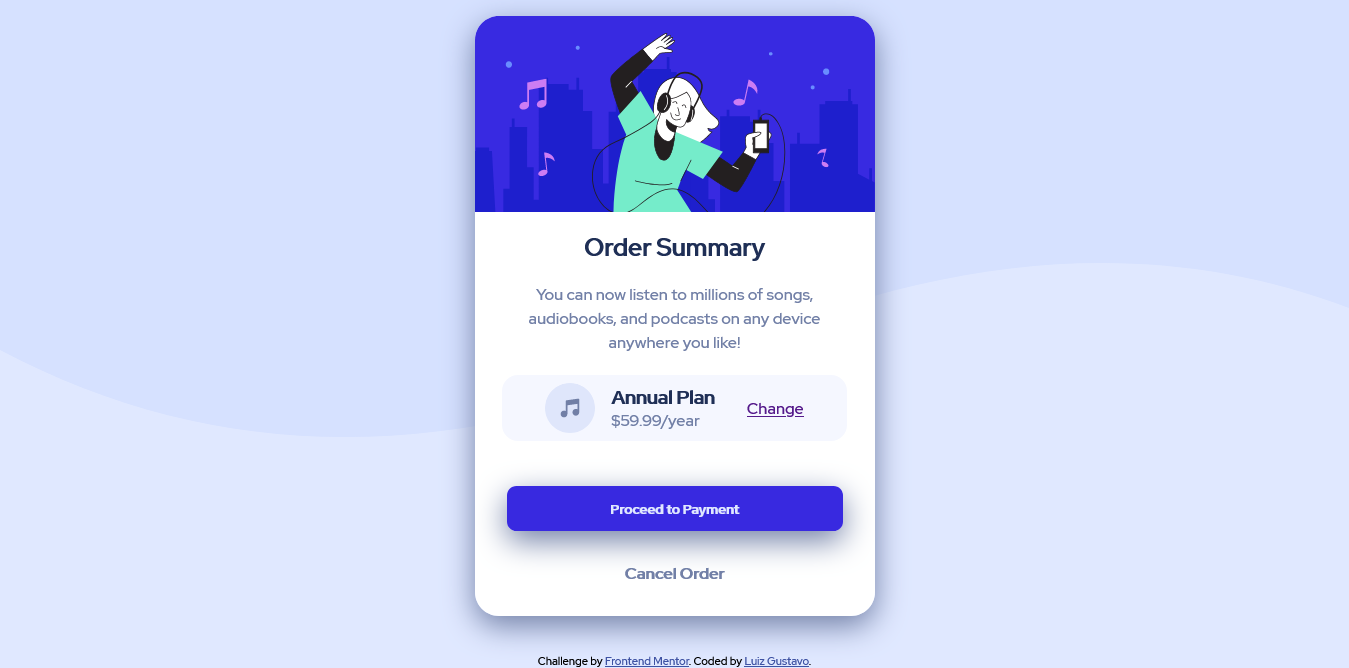 Order Summary
You can now listen to millions of songs,
audiobooks, and podcasts on any device
anywhere you like!
Annual Plan
$59.99/year
Change
Proceed to Payment
Cancel Order
Challenge by Frontend Mentor. Coded by Luiz Gustavo.